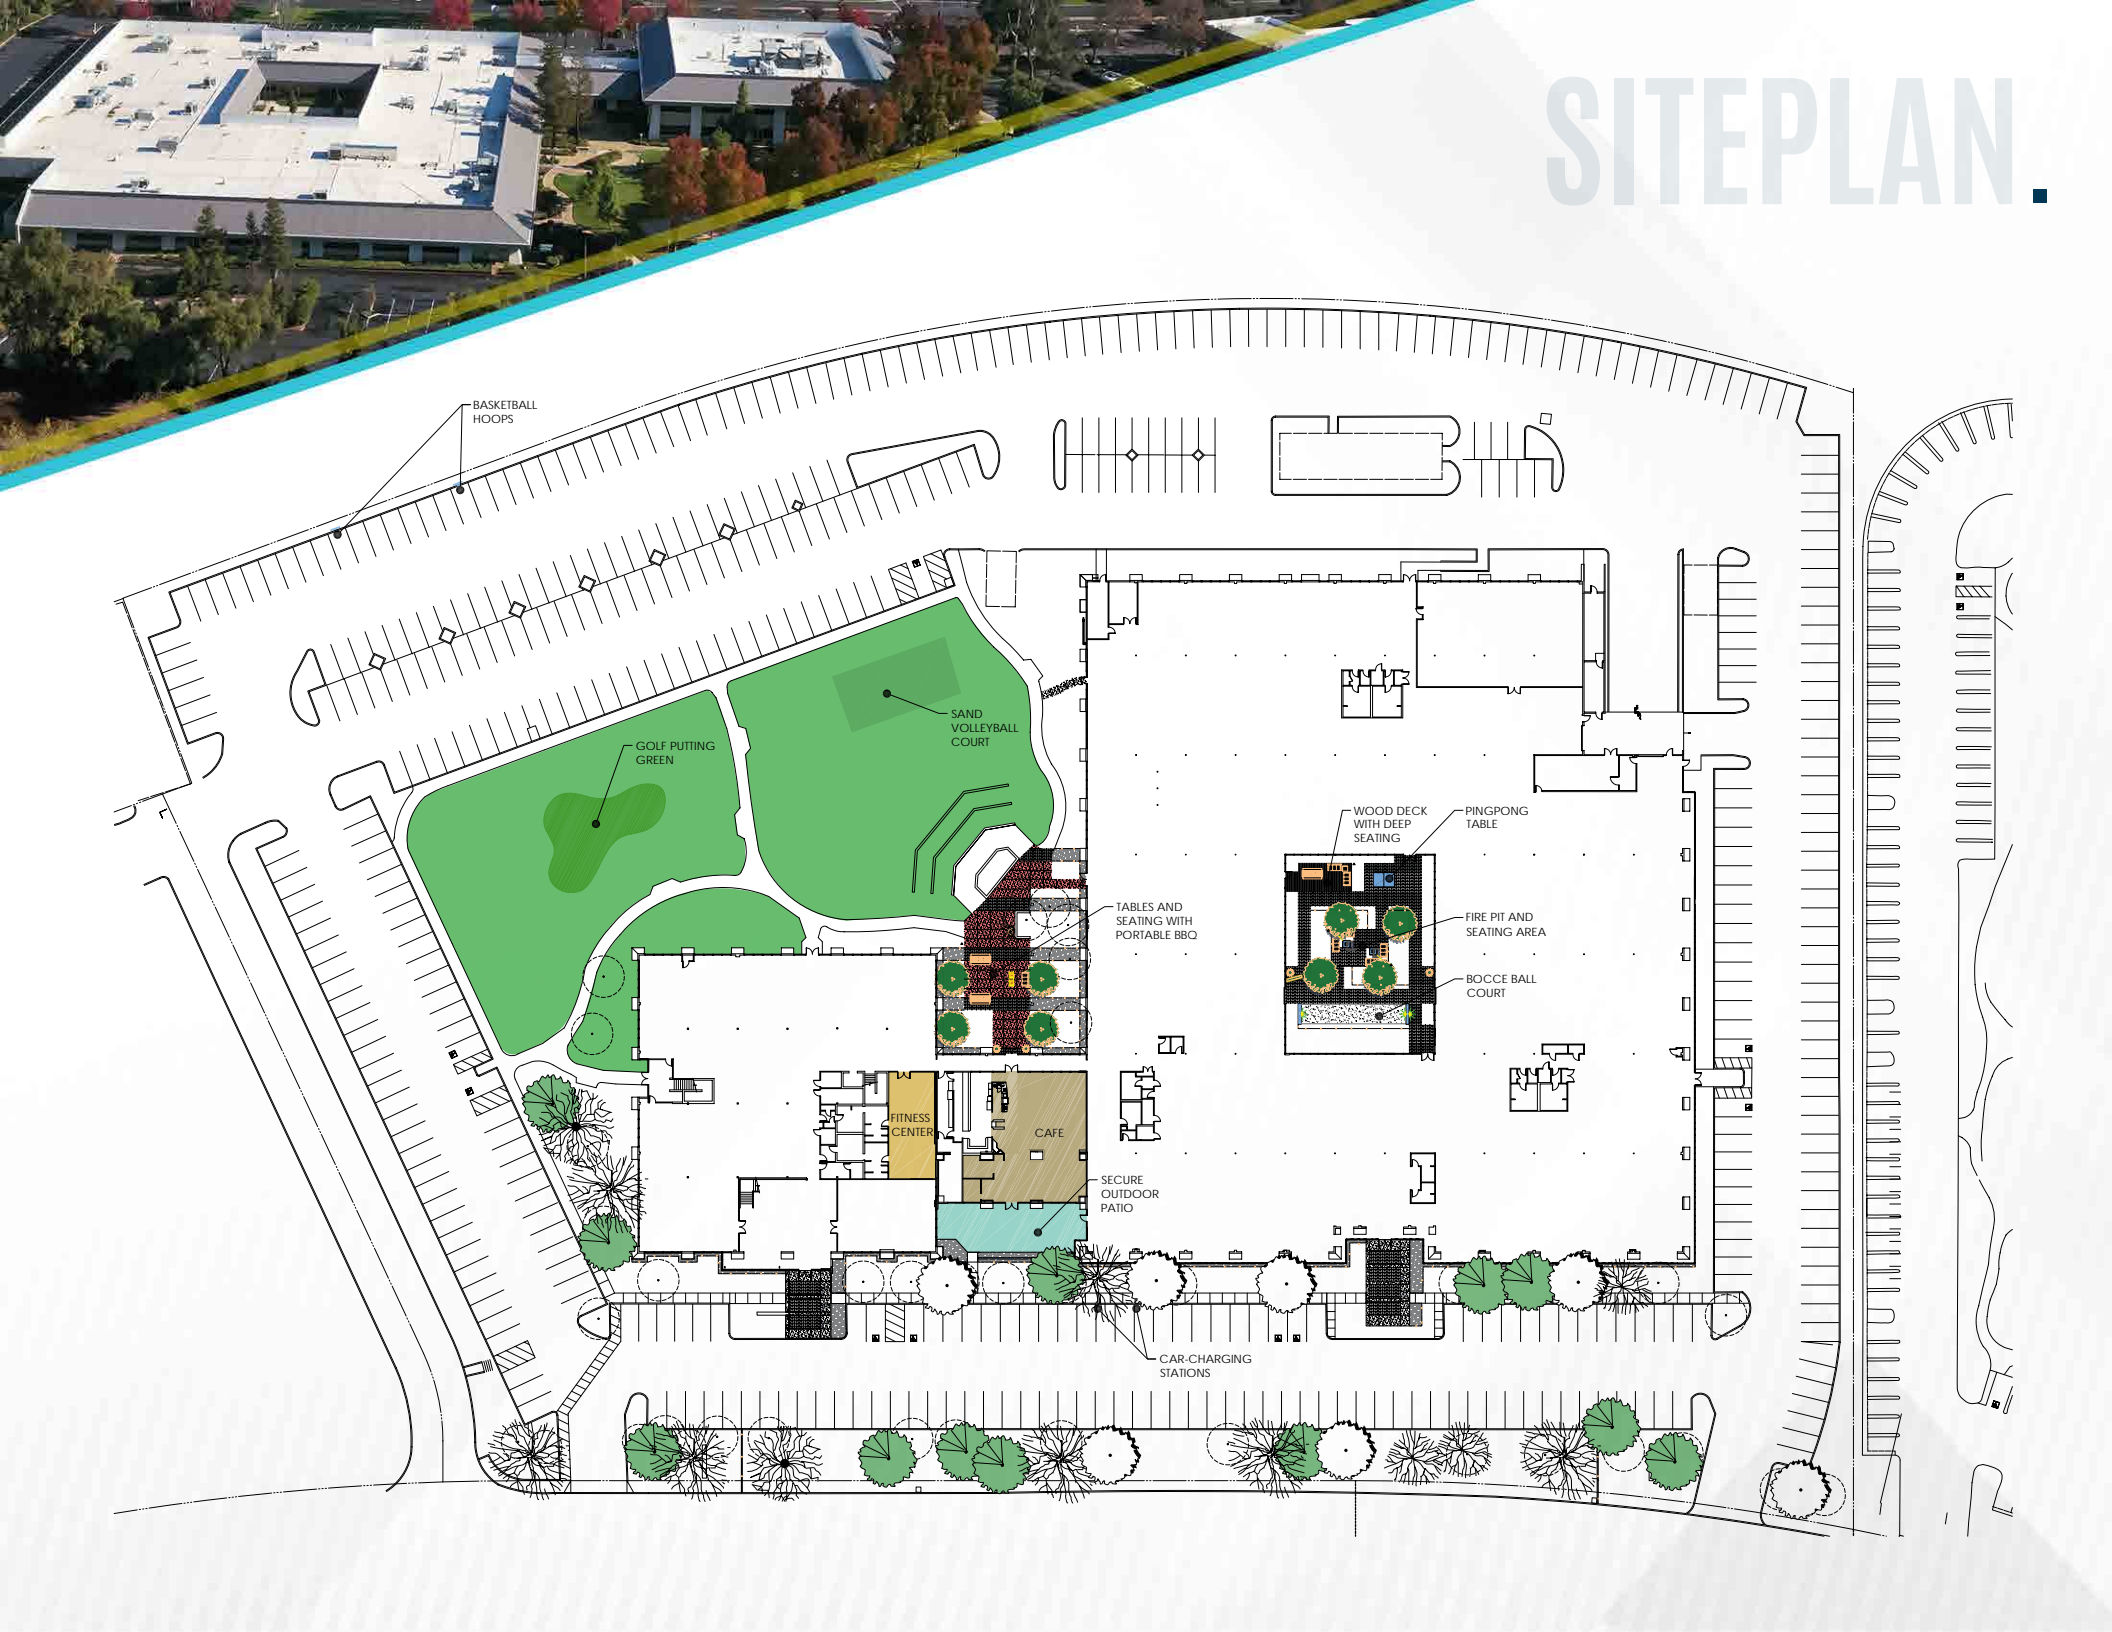 SITEPLAN.
BASKETBALL
HOOPS
SAND
VOLLEYBALL
COURT
GOLF PUTTING
GREEN
WOOD DECK
WITH DEEP
SEATING
PINGPONG
TABLE
TABLES AND
SEATING WITH
PORTABLE BBQ
FIRE PIT AND
SEATING AREA
BOCCE BALL
COURT
FITNESS
CENTER
CAFE
SECURE
OUTDOOR
PATIO
CAR-CHARGING
STATIONS